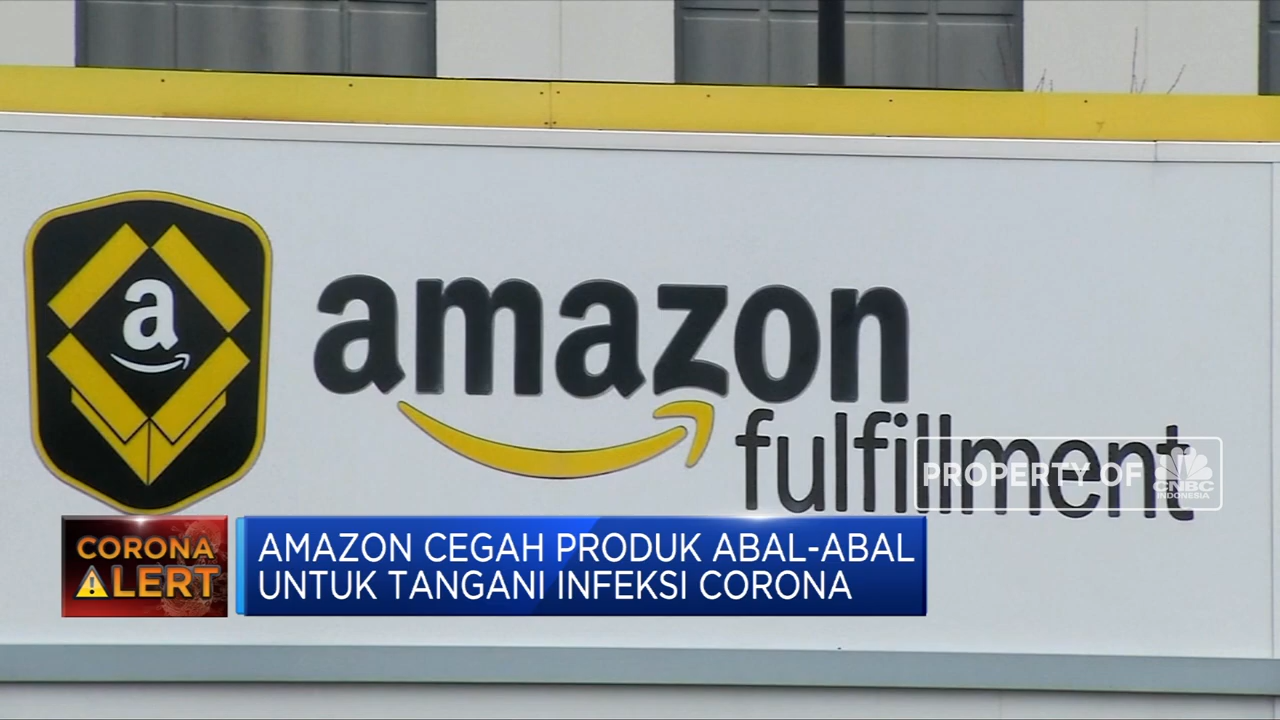 a
amazon
fulfillment
PROPERTY OF CNBC
INDONESIA
CORONA
ALERT
AMAZON CEGAH PRODUK ABAL-ABAL
UNTUK TANGANI INFEKSI CORONA